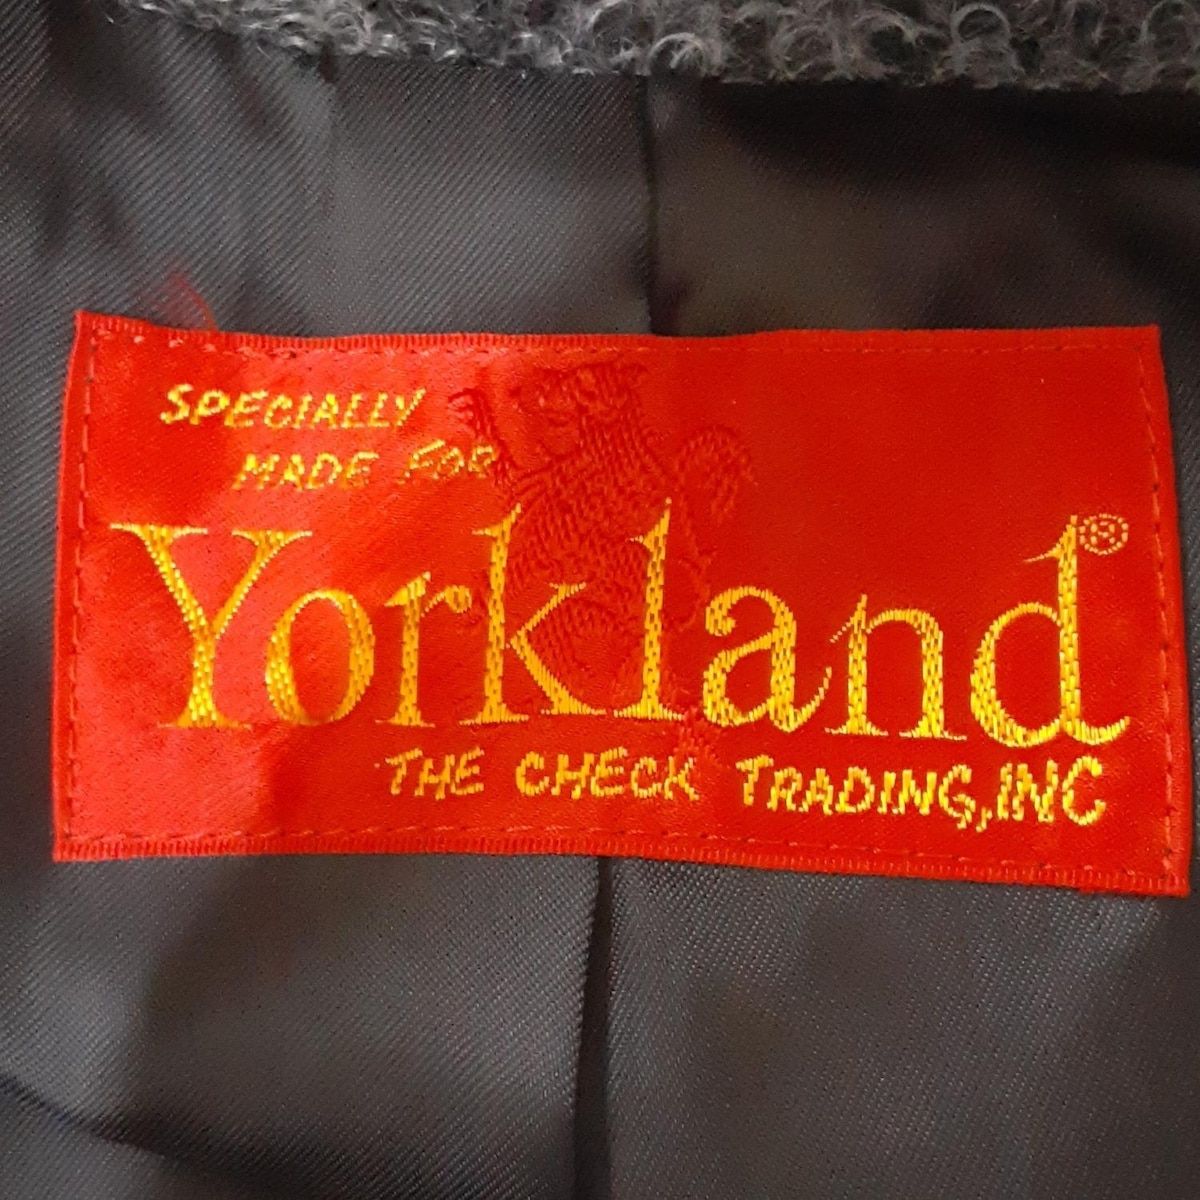 SPECIALLY
MADE FOR
Yorkland®
THE CHECK TRADING,INC